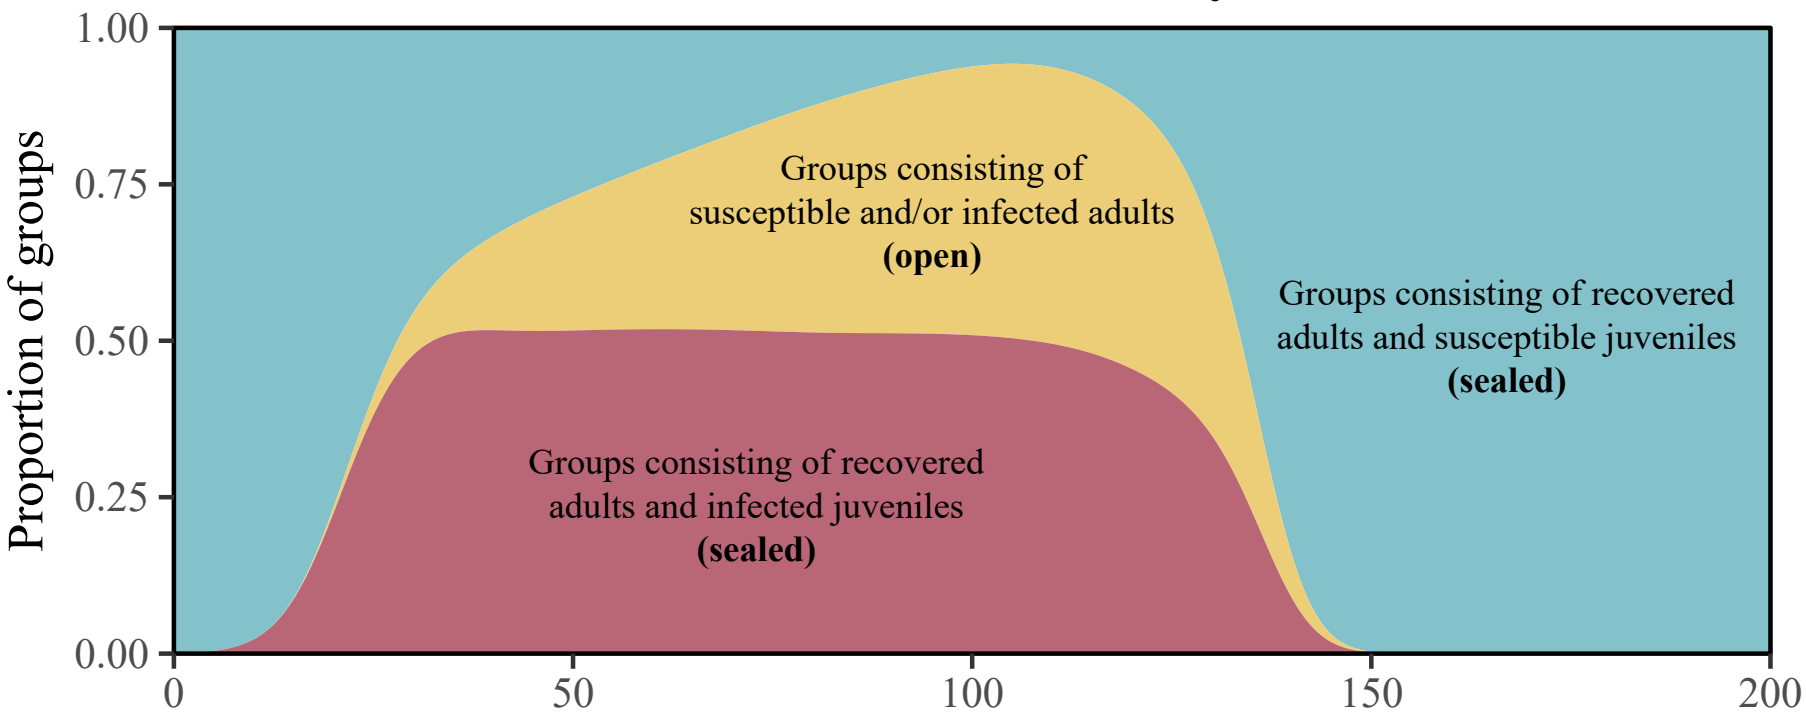 1.00
0.75
0.50
0.25
0.00
Proportion of groups
Groups consisting of
susceptible and/or infected adults
(open)
Groups consisting of recovered
adults and susceptible juveniles
(sealed)
Groups consisting of recovered
adults and infected juveniles
(sealed)
0 50 100 150 200